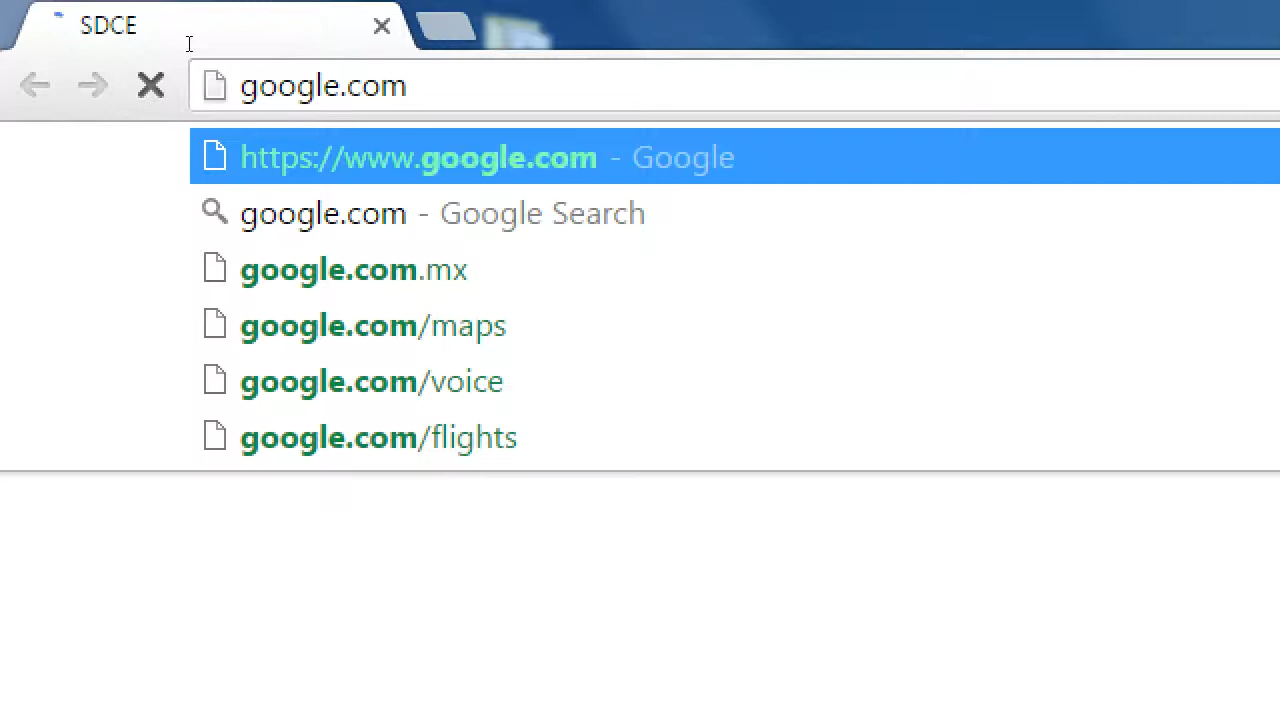 SDCE
google.com
https://www.google.com - Google
google.com - Google Search
google.com.mx
google.com/maps
google.com/voice
google.com/flights